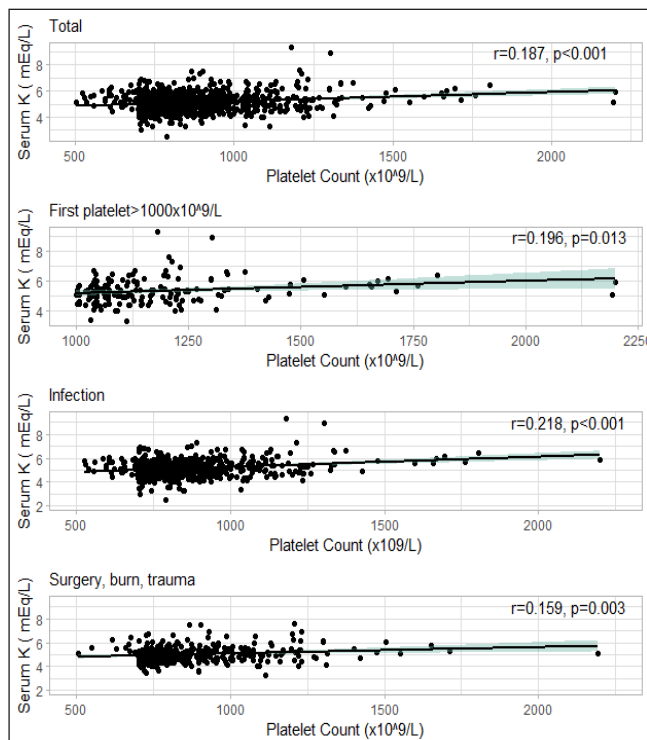 Total
r=0.187, p<0.001
Serum K ( mEq/L)
8
6
4
500
1000
1500
2000
Platelet Count (x10^9/L)
First platelet>1000x10^9/L
r=0.196, p=0.013
Serum K ( mEq/L)
8
6
4
1000
1250
1500
1750
2000
2250
Platelet Count (x10^9/L)
Infection
r=0.218, p<0.001
Serum K ( mEq/L)
8
6
4
2
500
1000
1500
2000
Platelet Count (x109/L)
Surgery, burn, trauma
r=0.159, p=0.003
Serum K ( mEq/L)
8
6
4
2
500
1000
1500
2000
Platelet Count (x10^9/L)